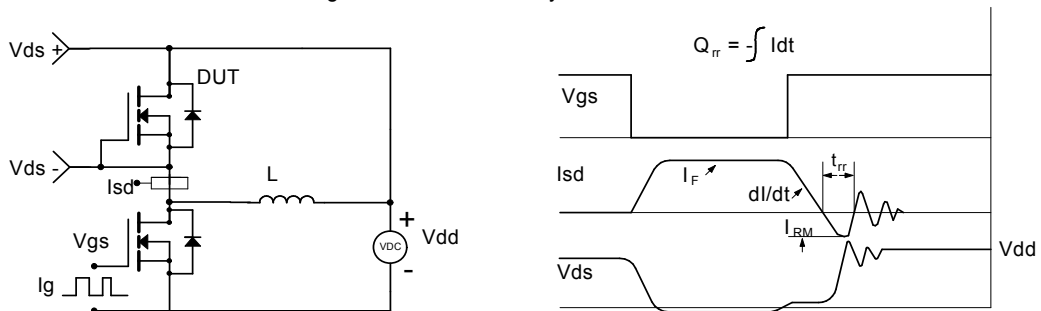 Vds +
DUT
Vds -
Isd
L
Vgs
Ig
+
VDC
-
Vdd
Q rr = -∫ Idt
Vgs
Isd
I F
dI/dt
t rr
I RM
Vds
Vdd